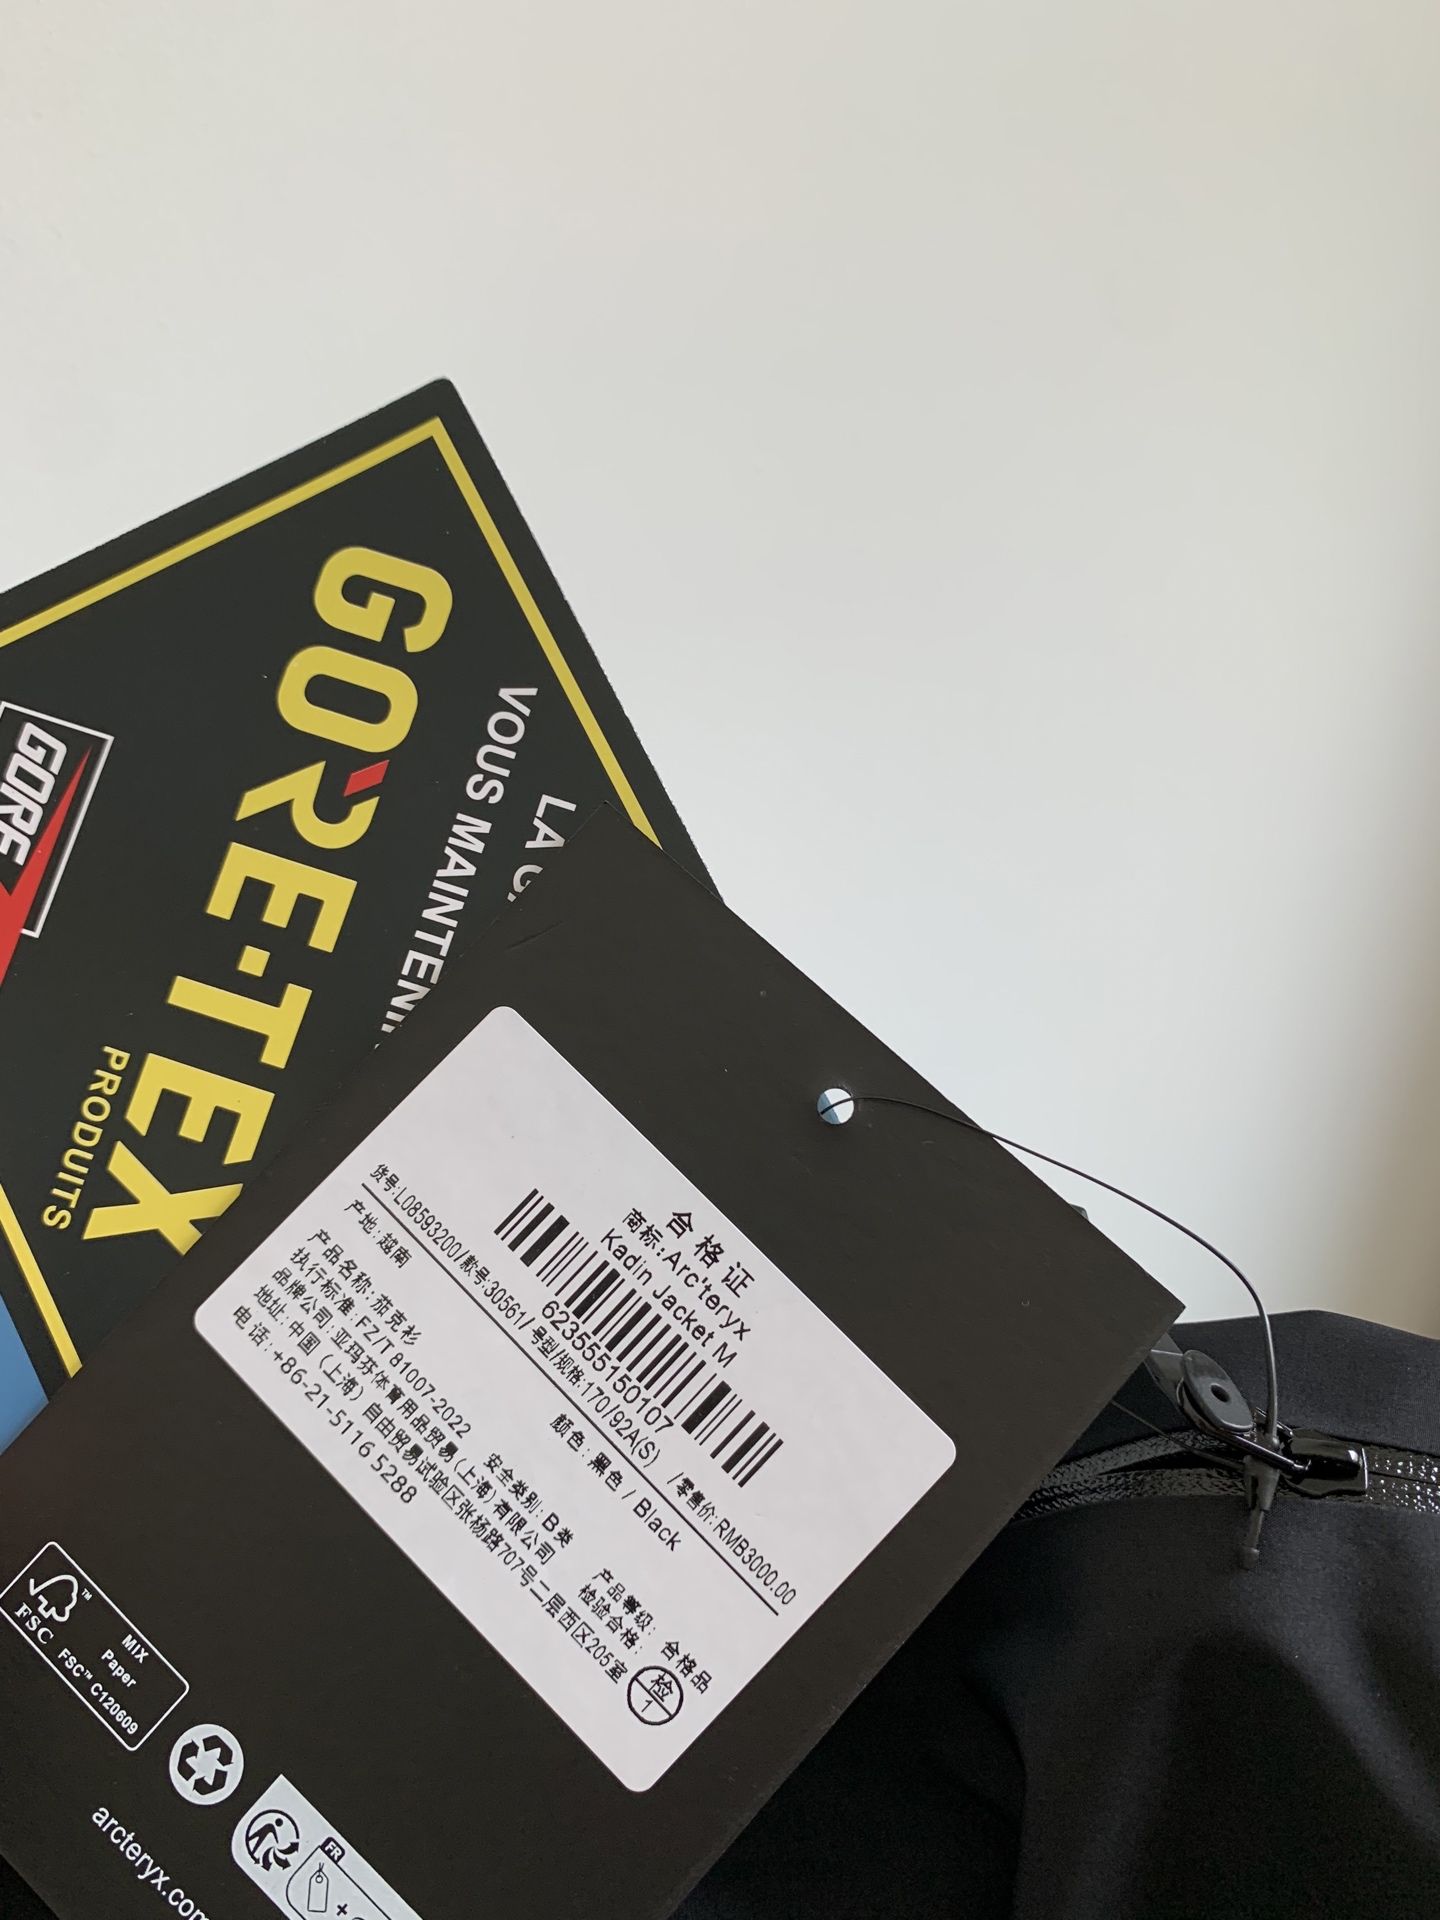 GORE-TEX
PRODUITS
GORE
VOUS MAINTENI
LA G
合格证
商标:Arc'teryx
Kadin Jacket M
623555150107
货号:L08593200/款号:30561/号型/规格:170/92A(S) /零售价:RMB3000.00
产地:越南 颜色:黑色 / Black
产品名称:茄克衫 产品等级:合格品
执行标准:FZ/T 81007-2022 安全类别:B类 检验合格:
检
1
品牌公司:亚玛芬体育用品贸易(上海)有限公司
地址:中国(上海)自由贸易试验区张杨路707号二层西区205室
电话:+86-21-5116 5288
FSC™
MIX
Paper
FSC™ C120609
arcteryx.com
FR
+